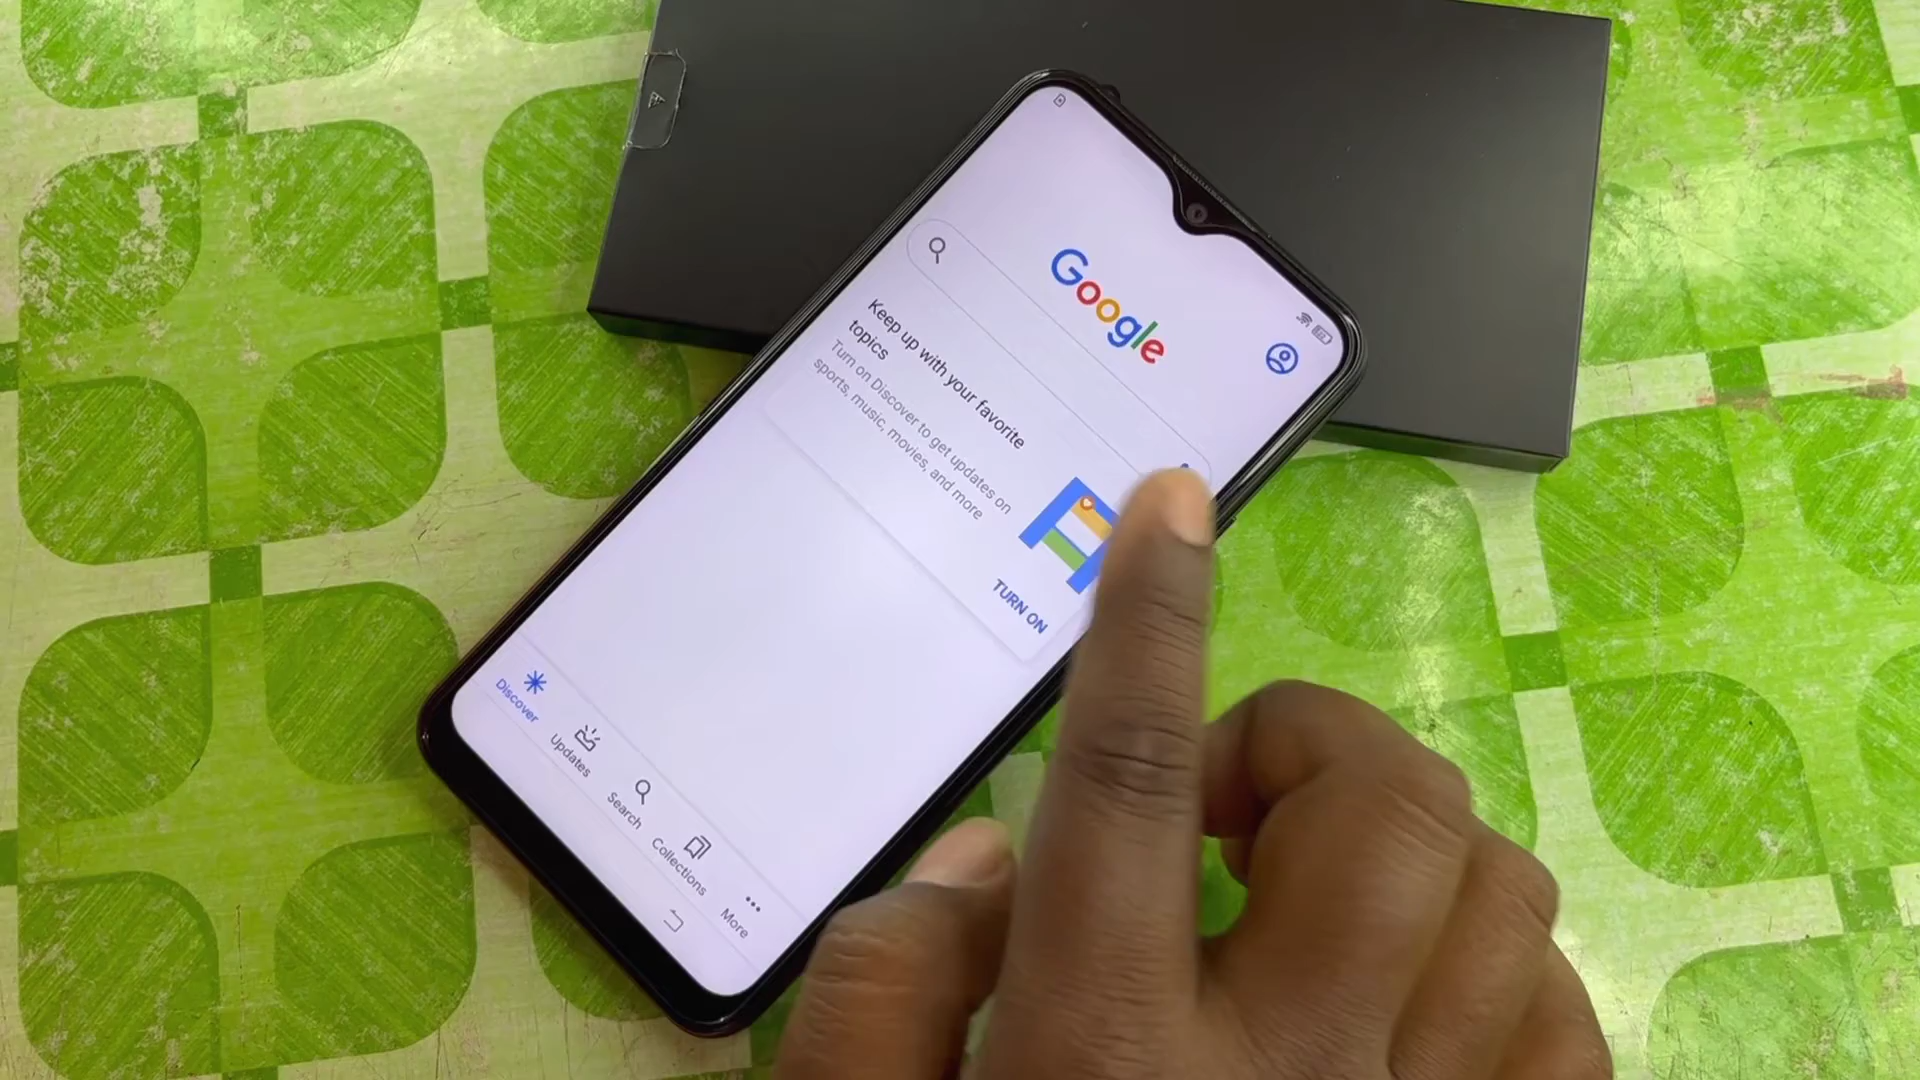 Google
Keep up with your favorite
topics
Turn on Discover to get updates on
sports, music, movies, and more
TURN ON
Discover
Updates
Search
Collections
More